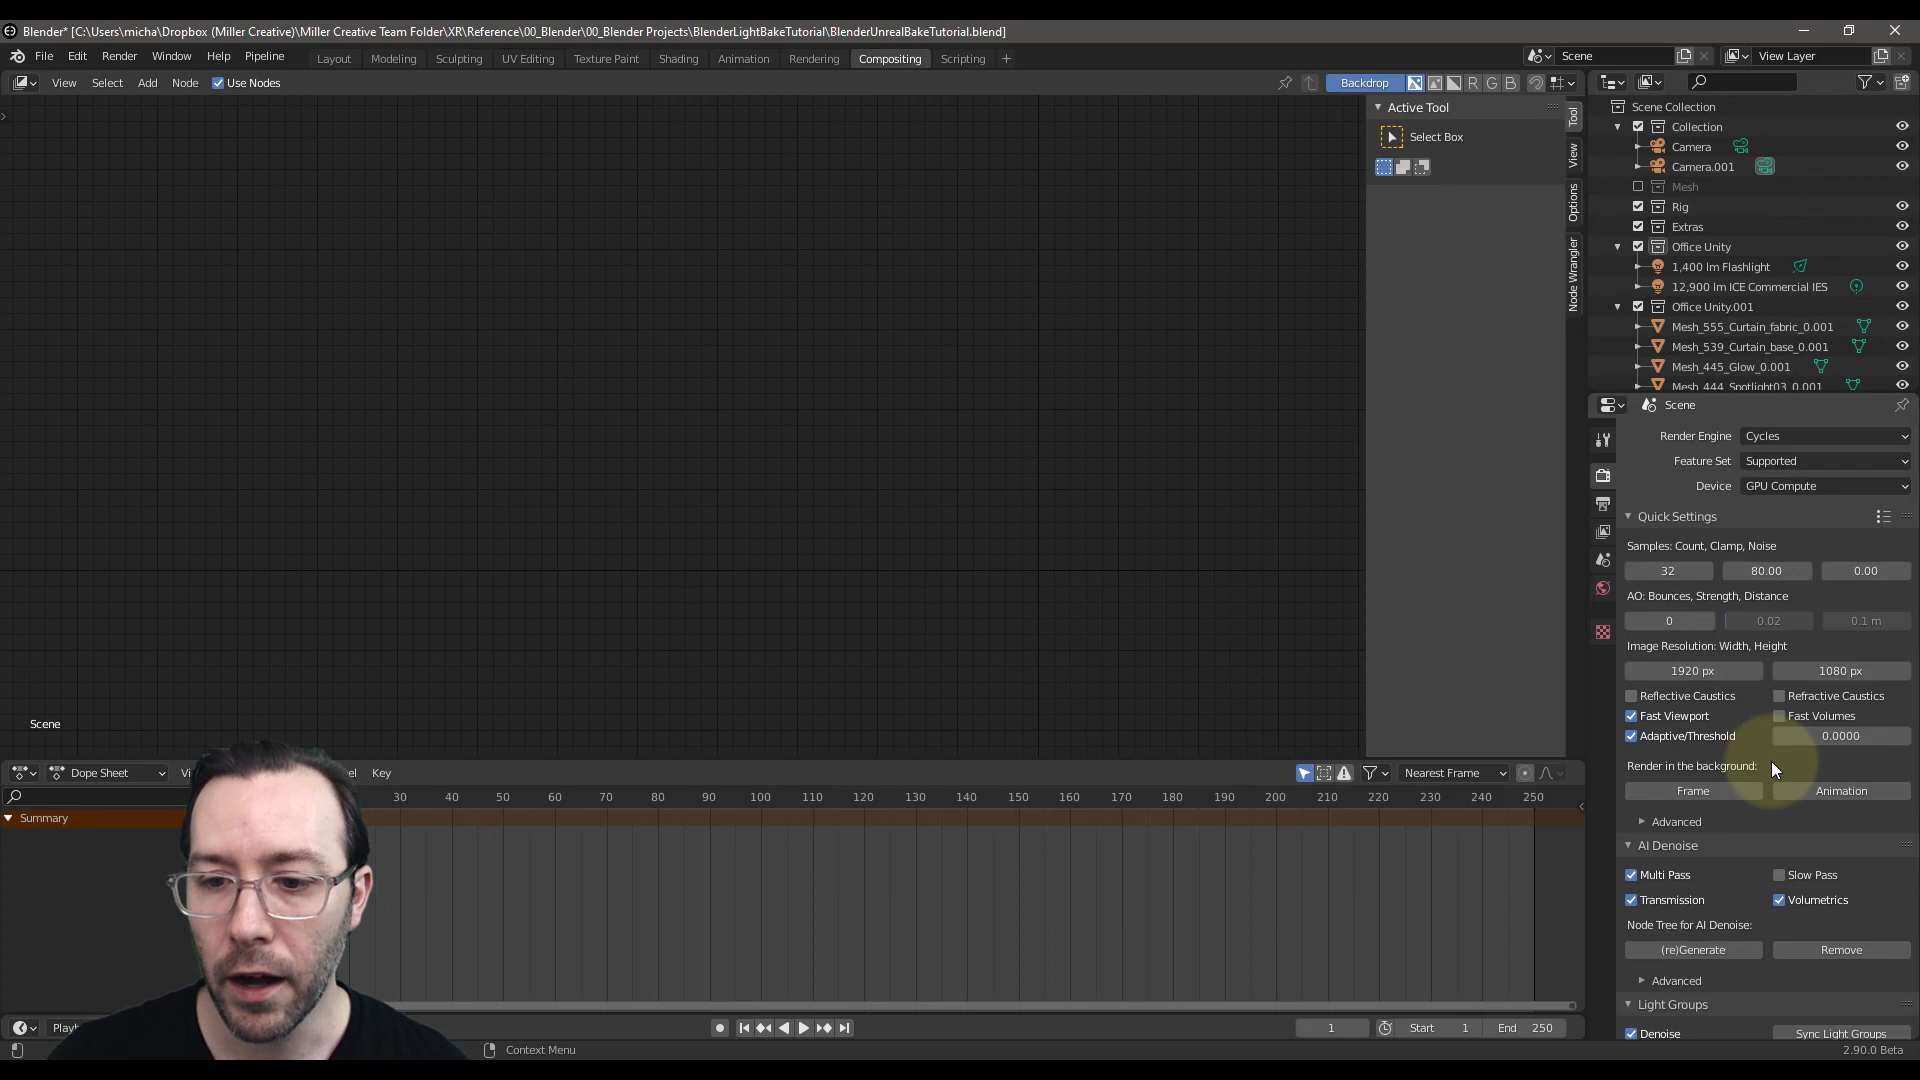 Blender* [C:\Users\micha\Dropbox (Miller Creative)\Miller Creative Team Folder\XR\Reference\00_Blender\00_Blender Projects\BlenderLightBakeTutorial\BlenderUnrealBakeTutorial.blend]
File Edit Render Window Help Pipeline Layout Modeling Sculpting UV Editing Texture Paint Shading Animation Rendering Compositing Scripting + Scene View Layer
View Select Add Node Use Nodes Backdrop R G B
Active Tool
Select Box
Tool
View
Options
Node Wrangler
Scene
Scene Collection
Collection
Camera
Camera.001
Mesh
Rig
Extras
Office Unity
1,400 lm Flashlight
12,900 lm ICE Commercial IES
Office Unity.001
Mesh_555_Curtain_fabric_0.001
Mesh_539_Curtain_base_0.001
Mesh_445_Glow_0.001
Mesh_444_Spotlight03_0.001
Scene
Render Engine Cycles
Feature Set Supported
Device GPU Compute
Quick Settings
Samples: Count, Clamp, Noise
32 80.00 0.00
AO: Bounces, Strength, Distance
0 0.02 0.1 m
Image Resolution: Width, Height
1920 px 1080 px
Reflective Caustics Refractive Caustics
Fast Viewport Fast Volumes
Adaptive/Threshold 0.0000
Render in the background:
Frame Animation
Advanced
AI Denoise
Multi Pass Slow Pass
Transmission Volumetrics
Node Tree for AI Denoise:
(re)Generate Remove
Advanced
Light Groups
Denoise Sync Light Groups
Dope Sheet Key Nearest Frame
30 40 50 60 70 80 90 100 110 120 130 140 150 160 170 180 190 200 210 220 230 240 250
Summary
1 Start 1 End 250
Context Menu 2.90.0 Beta